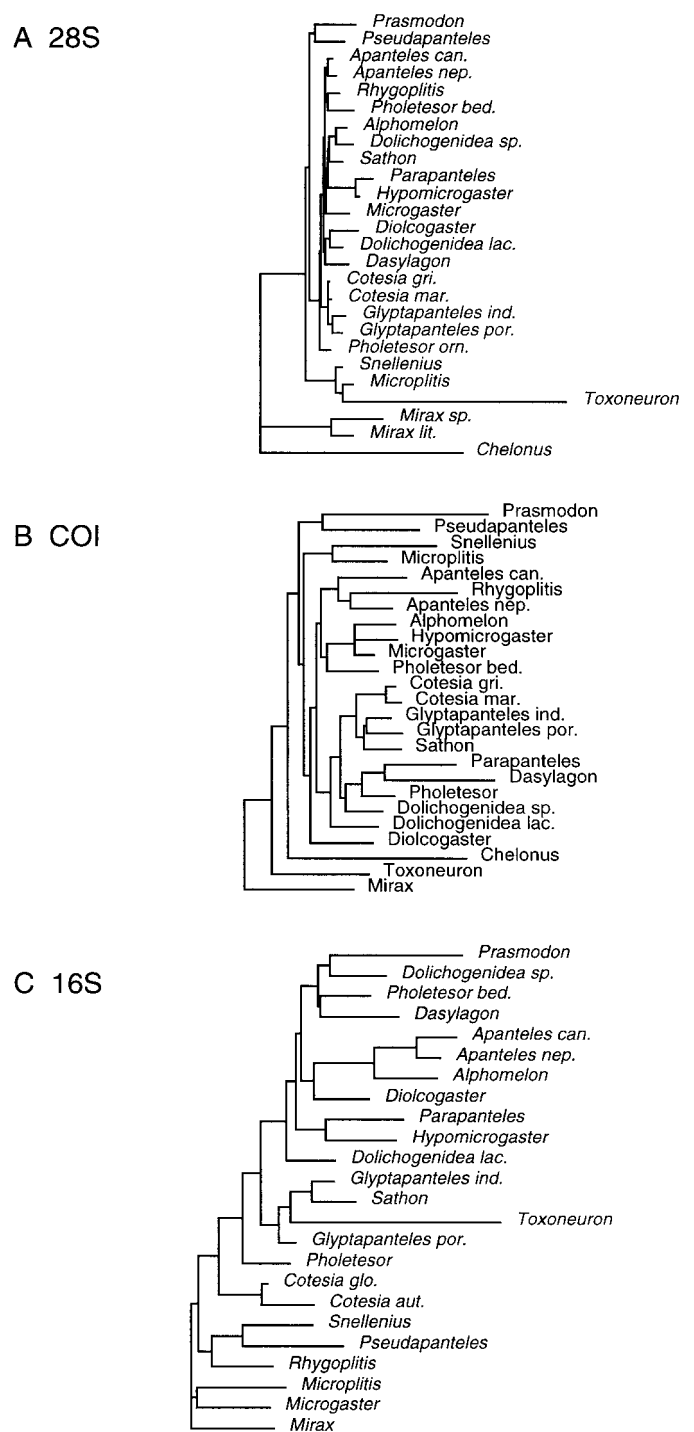 A 28S
Prasmodon
Pseudapanteles
Apanteles can.
Apanteles nep.
Rhygoplitis
Pholetesor bed.
Alphomelon
Dolichogenidea sp.
Sathon
Parapanteles
Hypomicrogaster
Microgaster
Diolcogaster
Dolichogenidea lac.
Dasylagon
Cotesia gri.
Cotesia mar.
Glyptapanteles ind.
Glyptapanteles por.
Pholetesor orn.
Snellenius
Microplitis
Toxoneuron
Mirax sp.
Mirax lit.
Chelonus
B COI
Prasmodon
Pseudapanteles
Snellenius
Microplitis
Apanteles can.
Rhygoplitis
Apanteles nep.
Alphomelon
Hypomicrogaster
Microgaster
Pholetesor bed.
Cotesia gri.
Cotesia mar.
Glyptapanteles ind.
Glyptapanteles por.
Sathon
Parapanteles
Dasylagon
Pholetesor
Dolichogenidea sp.
Dolichogenidea lac.
Diolcogaster
Chelonus
Toxoneuron
Mirax
C 16S
Prasmodon
Dolichogenidea sp.
Pholetesor bed.
Dasylagon
Apanteles can.
Apanteles nep.
Alphomelon
Diolcogaster
Parapanteles
Hypomicrogaster
Dolichogenidea lac.
Glyptapanteles ind.
Sathon
Toxoneuron
Glyptapanteles por.
Pholetesor
Cotesia glo.
Cotesia aut.
Snellenius
Pseudapanteles
Rhygoplitis
Microplitis
Microgaster
Mirax